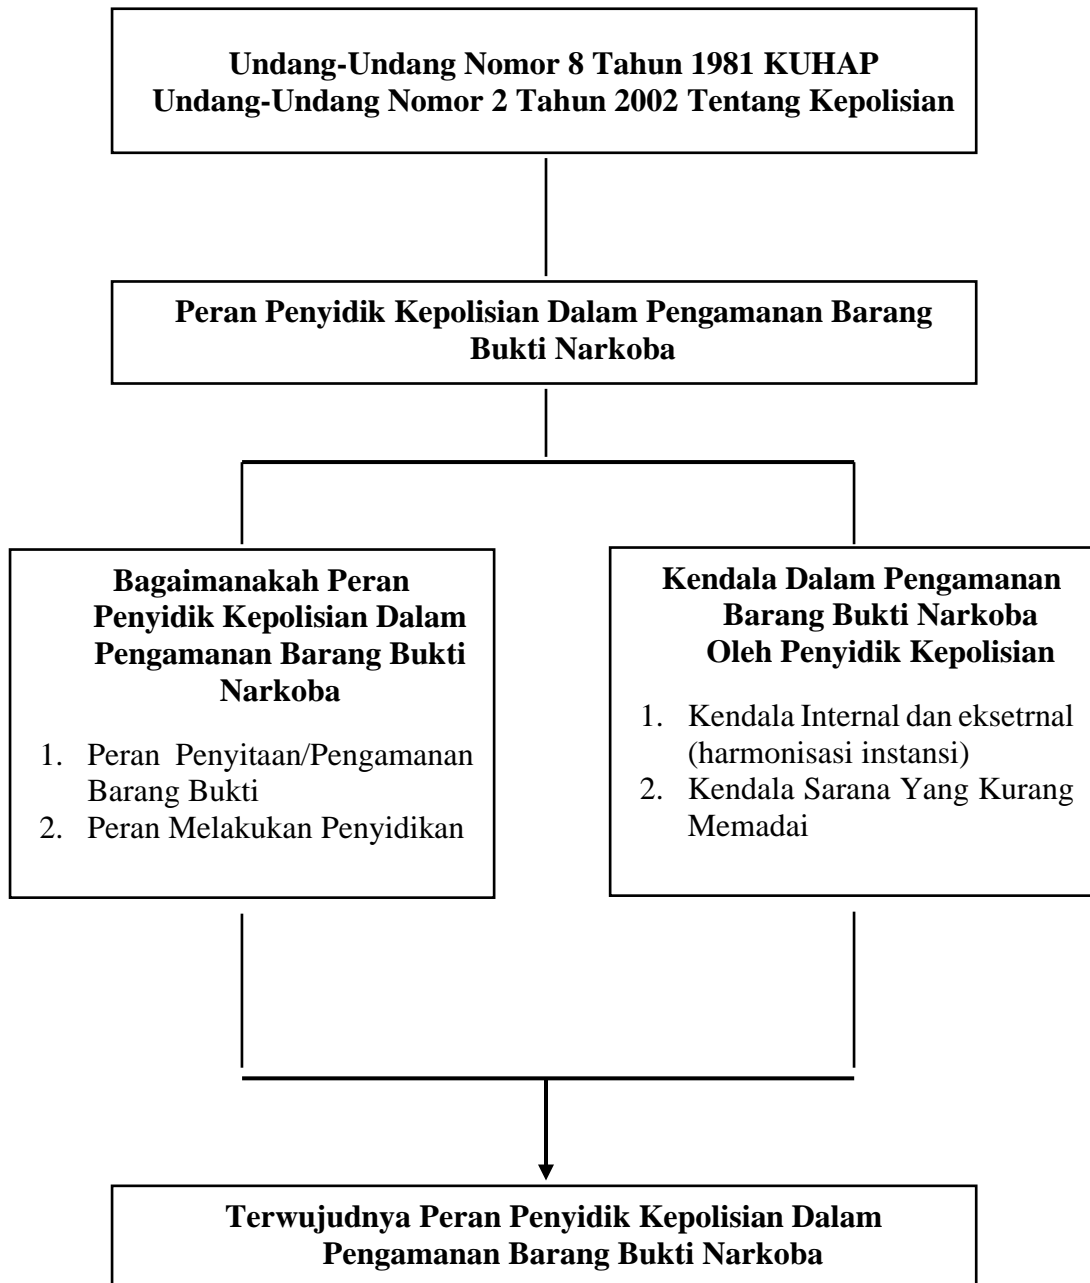 Undang-Undang Nomor 8 Tahun 1981 KUHAP
Undang-Undang Nomor 2 Tahun 2002 Tentang Kepolisian
Peran Penyidik Kepolisian Dalam Pengamanan Barang
Bukti Narkoba
Bagaimanakah Peran
Penyidik Kepolisian Dalam
Pengamanan Barang Bukti
Narkoba
1. Peran Penyitaan/Pengamanan
Barang Bukti
2. Peran Melakukan Penyidikan
Kendala Dalam Pengamanan
Barang Bukti Narkoba
Oleh Penyidik Kepolisian
1. Kendala Internal dan eksetrnal
(harmonisasi instansi)
2. Kendala Sarana Yang Kurang
Memadai
Terwujudnya Peran Penyidik Kepolisian Dalam
Pengamanan Barang Bukti Narkoba